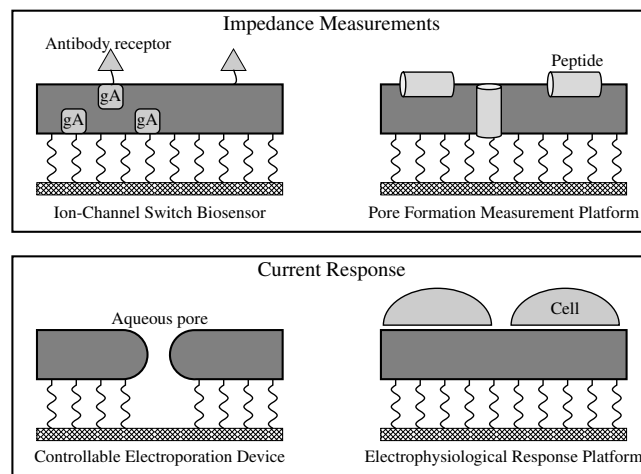 Impedance Measurements
Antibody receptor
gA
gA
gA
Ion-Channel Switch Biosensor
Peptide
Pore Formation Measurement Platform
Current Response
Aqueous pore
Controllable Electroporation Device
Cell
Electrophysiological Response Platform